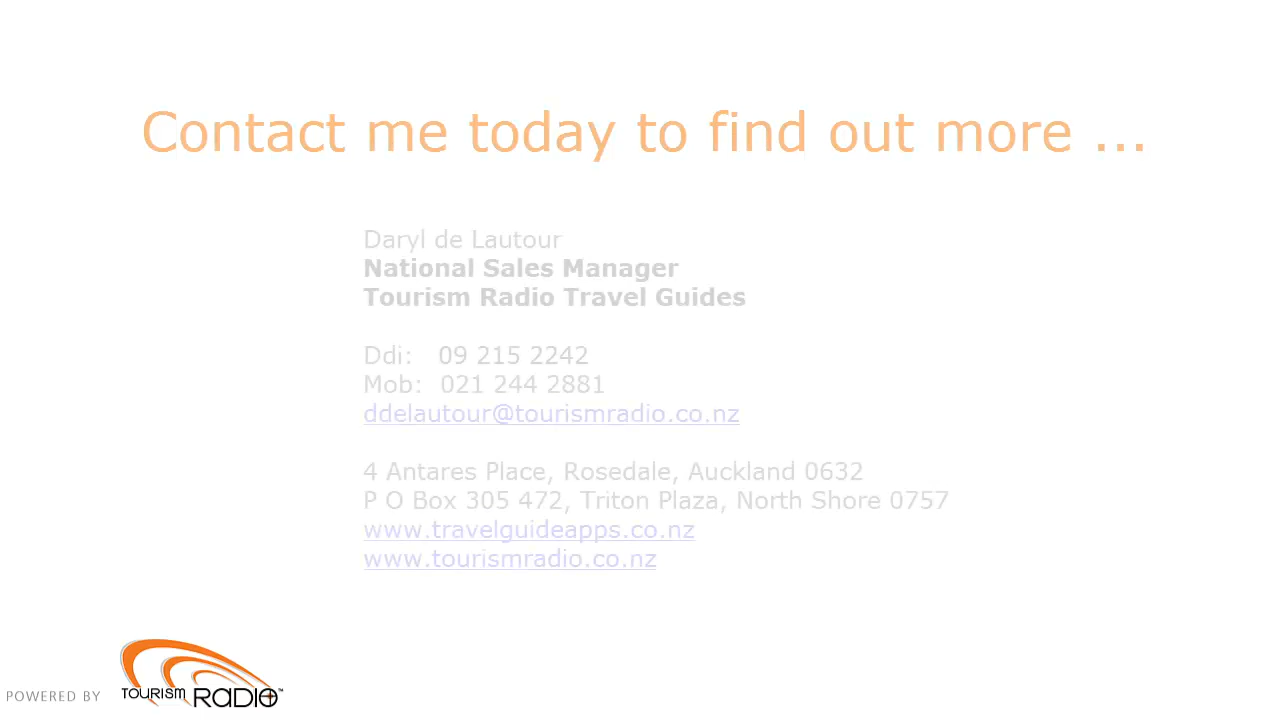 Contact me today to find out more ...
Daryl de Lautour
National Sales Manager
Tourism Radio Travel Guides
Ddi: 09 215 2242
Mob: 021 244 2881
ddelautour@tourismradio.co.nz
4 Antares Place, Rosedale, Auckland 0632
P O Box 305 472, Triton Plaza, North Shore 0757
www.travelguideapps.co.nz
www.tourismradio.co.nz
POWERED BY TOURISM RADIO™